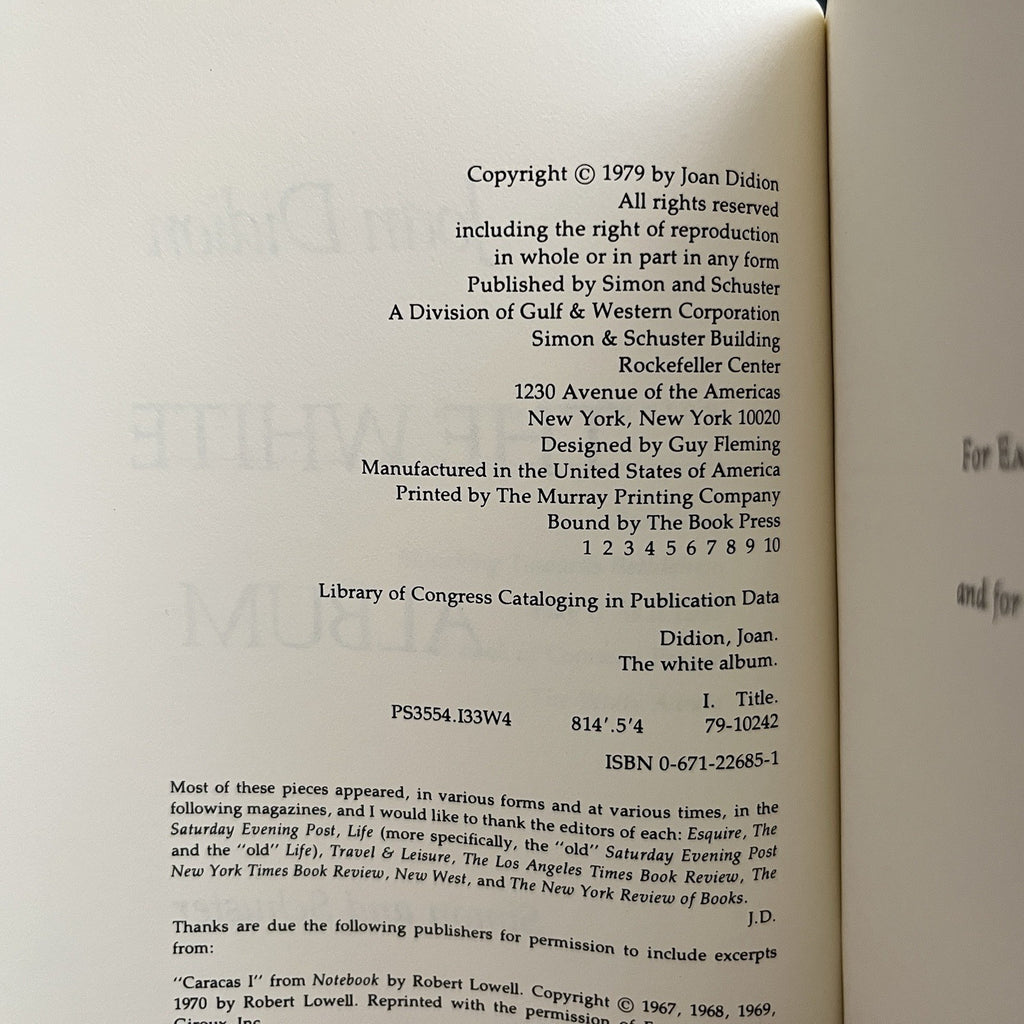 Copyright © 1979 by Joan Didion
All rights reserved
including the right of reproduction
in whole or in part in any form
Published by Simon and Schuster
A Division of Gulf & Western Corporation
Simon & Schuster Building
Rockefeller Center
1230 Avenue of the Americas
New York, New York 10020
Designed by Guy Fleming
Manufactured in the United States of America
Printed by The Murray Printing Company
Bound by The Book Press
1 2 3 4 5 6 7 8 9 10
Library of Congress Cataloging in Publication Data
Didion, Joan.
The white album.
I. Title.
PS3554.I33W4 814'.5'4 79-10242
ISBN 0-671-22685-1
Most of these pieces appeared, in various forms and at various times, in the
following magazines, and I would like to thank the editors of each: Esquire, The
Saturday Evening Post, Life (more specifically, the "old" Saturday Evening Post
and the "old" Life), Travel & Leisure, The Los Angeles Times Book Review, The
New York Times Book Review, New West, and The New York Review of Books.
J.D.
Thanks are due the following publishers for permission to include excerpts
from:
"Caracas I" from Notebook by Robert Lowell. Copyright © 1967, 1968, 1969,
1970 by Robert Lowell. Reprinted with the permission of
Giroux, Inc.
For
and for